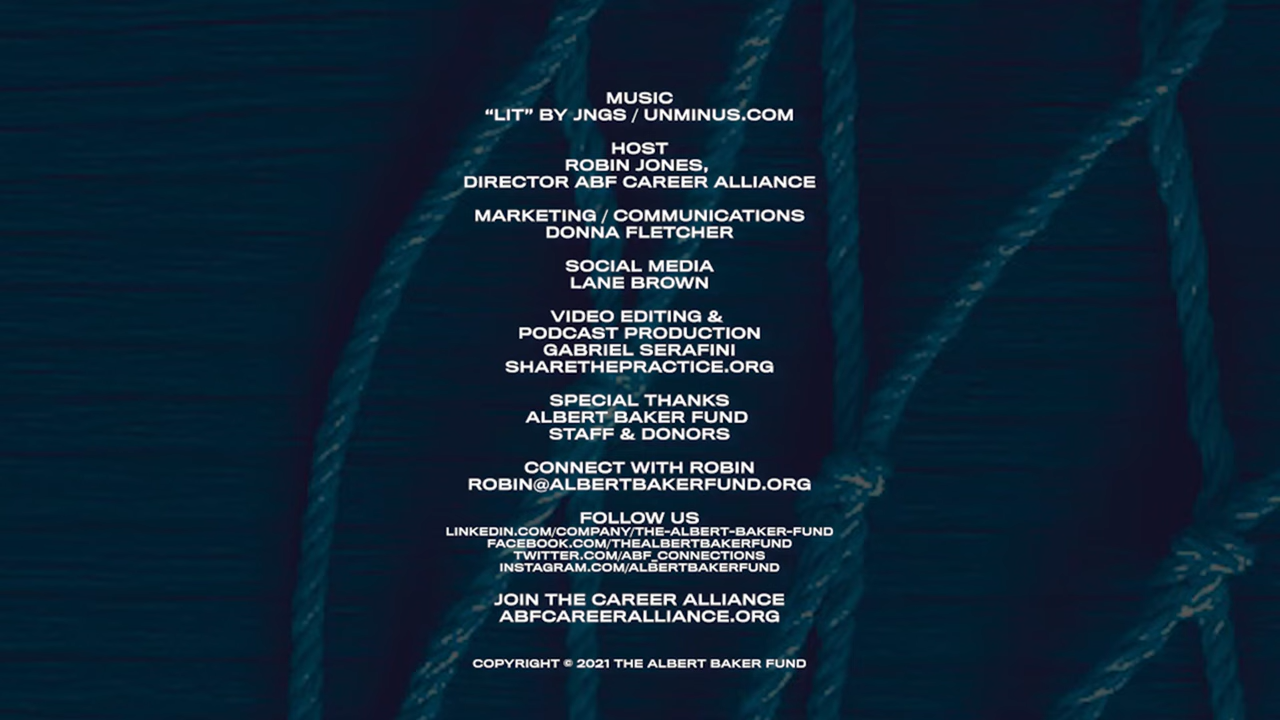 MUSIC
“LIT” BY JNGS / UNMINUS.COM
HOST
ROBIN JONES,
DIRECTOR ABF CAREER ALLIANCE
MARKETING / COMMUNICATIONS
DONNA FLETCHER
SOCIAL MEDIA
LANE BROWN
VIDEO EDITING &
PODCAST PRODUCTION
GABRIEL SERAFINI
SHARETHEPRACTICE.ORG
SPECIAL THANKS
ALBERT BAKER FUND
STAFF & DONORS
CONNECT WITH ROBIN
ROBIN@ALBERTBAKERFUND.ORG
FOLLOW US
LINKEDIN.COM/COMPANY/THE-ALBERT-BAKER-FUND
FACEBOOK.COM/THEALBERTBAKERFUND
TWITTER.COM/ABF_CONNECTIONS
INSTAGRAM.COM/ALBERTBAKERFUND
JOIN THE CAREER ALLIANCE
ABFCAREERALLIANCE.ORG
COPYRIGHT © 2021 THE ALBERT BAKER FUND